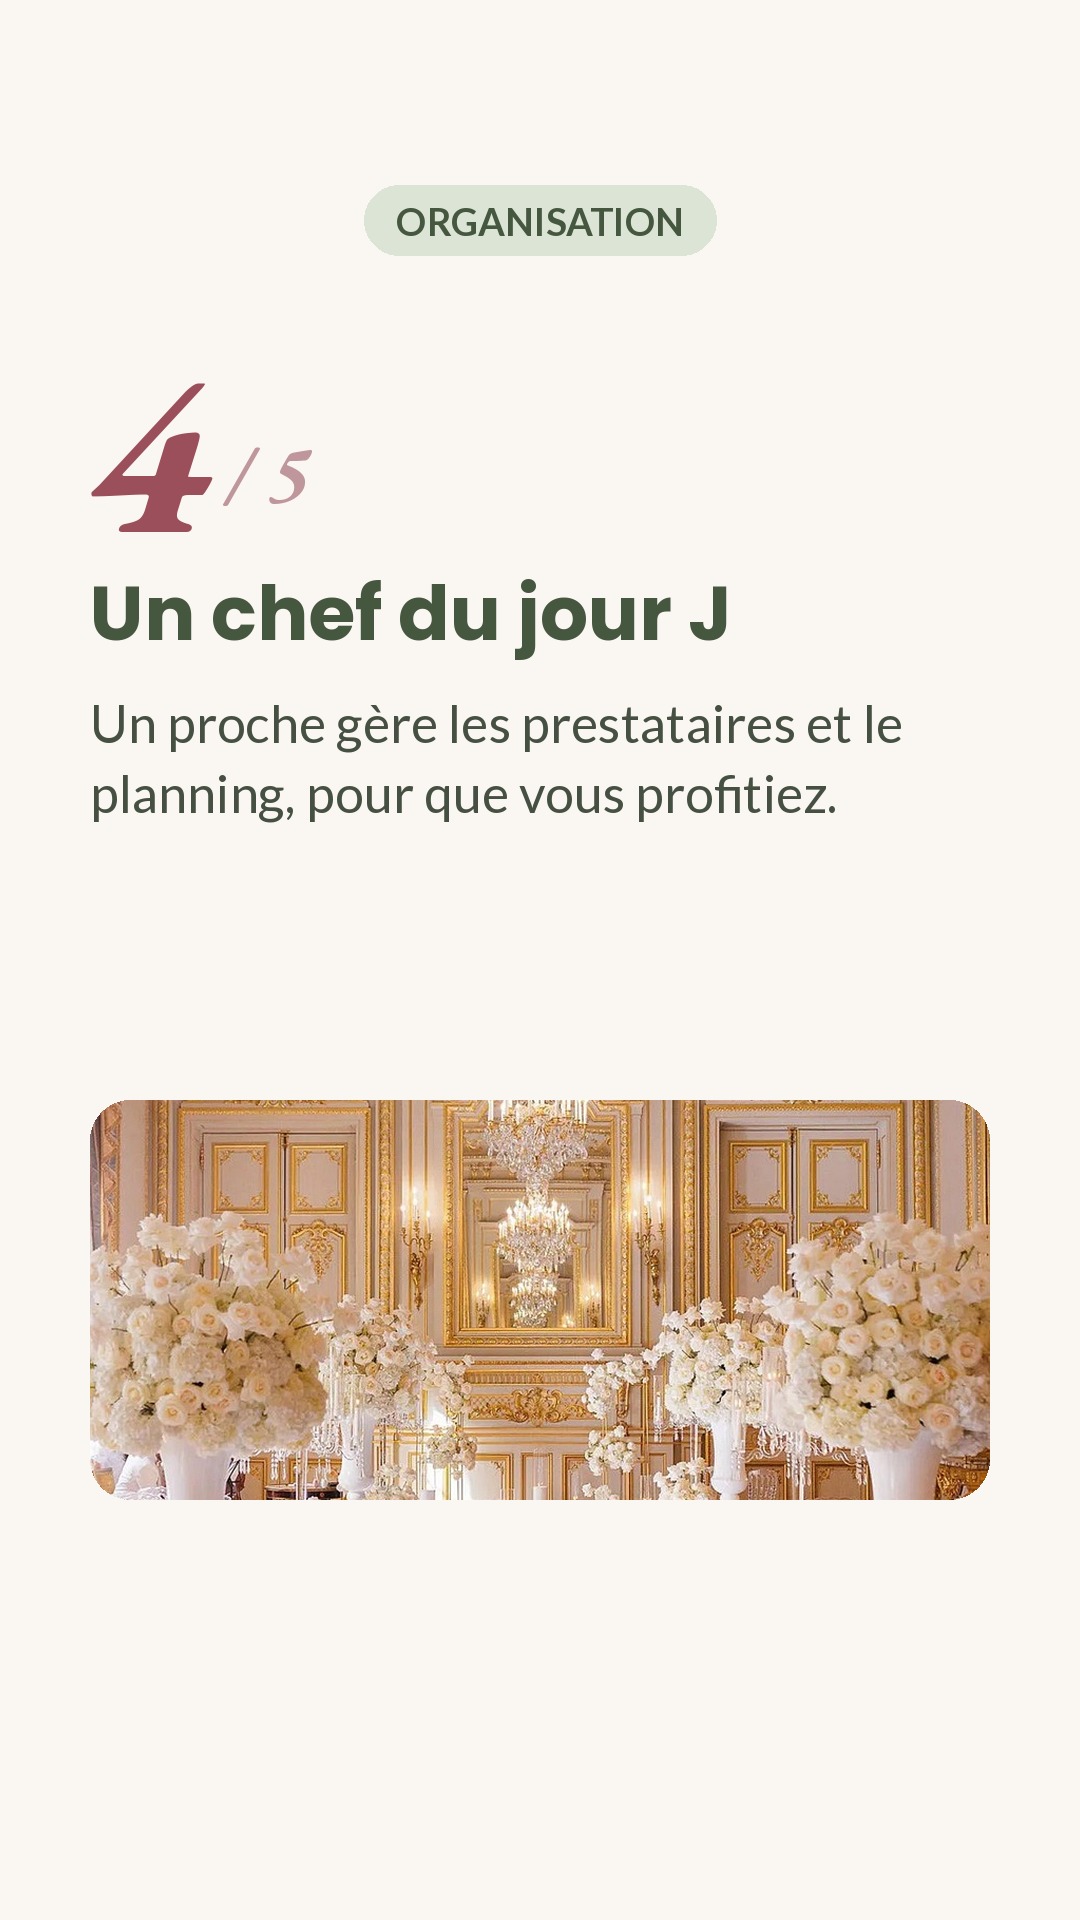 ORGANISATION
4 / 5
Un chef du jour J
Un proche gère les prestataires et le
planning, pour que vous profitiez.